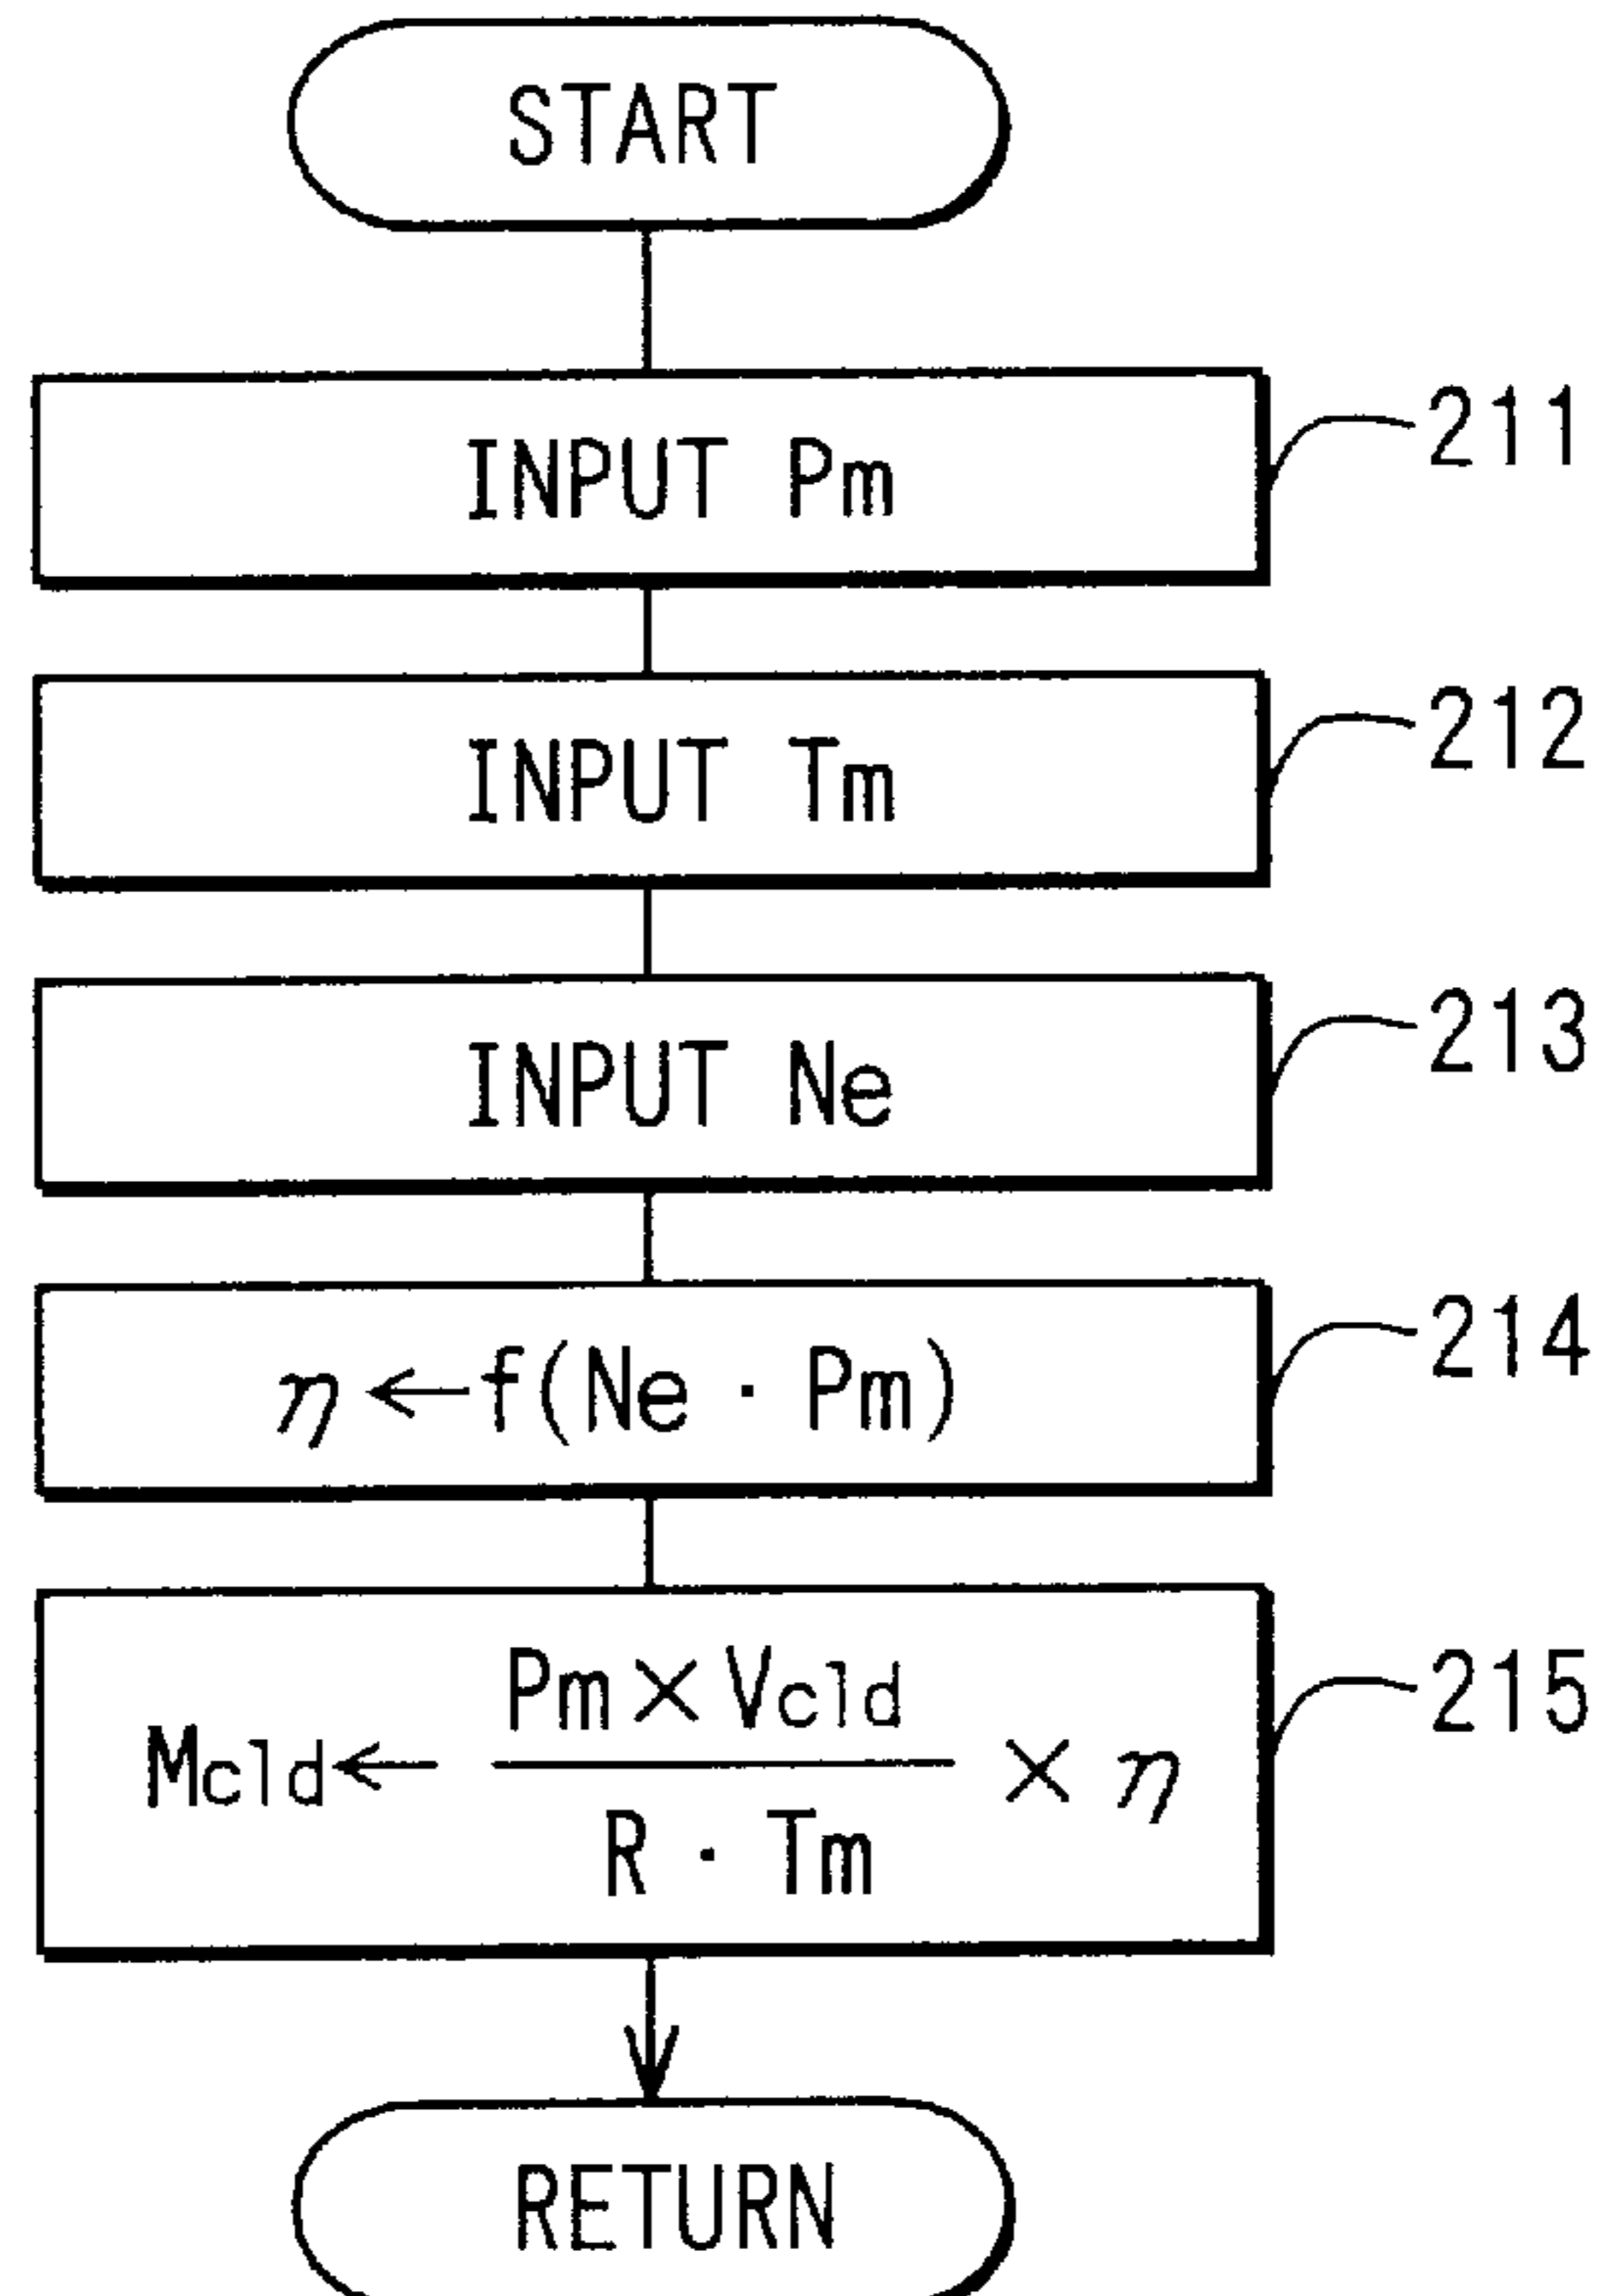 START
INPUT Pm
211
INPUT Tm
212
INPUT Ne
213
η←f(Ne · Pm)
214
Pm×Vcld
Mcld← × η
R · Tm
215
RETURN